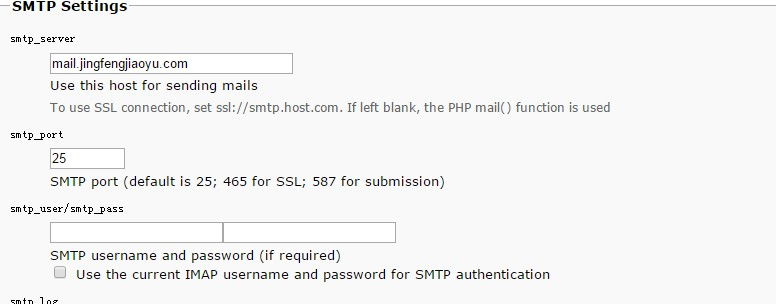 SMTP Settings
smtp_server
mail.jingfengjiaoyu.com
Use this host for sending mails
To use SSL connection, set ssl://smtp.host.com. If left blank, the PHP mail() function is used
smtp_port
25
SMTP port (default is 25; 465 for SSL; 587 for submission)
smtp_user/smtp_pass
SMTP username and password (if required)
Use the current IMAP username and password for SMTP authentication
smtp_log